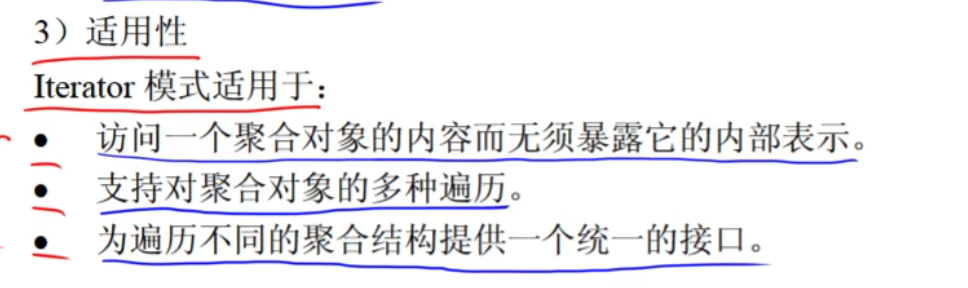 3）适用性
Iterator 模式适用于：
● 访问一个聚合对象的内容而无须暴露它的内部表示。
● 支持对聚合对象的多种遍历。
● 为遍历不同的聚合结构提供一个统一的接口。